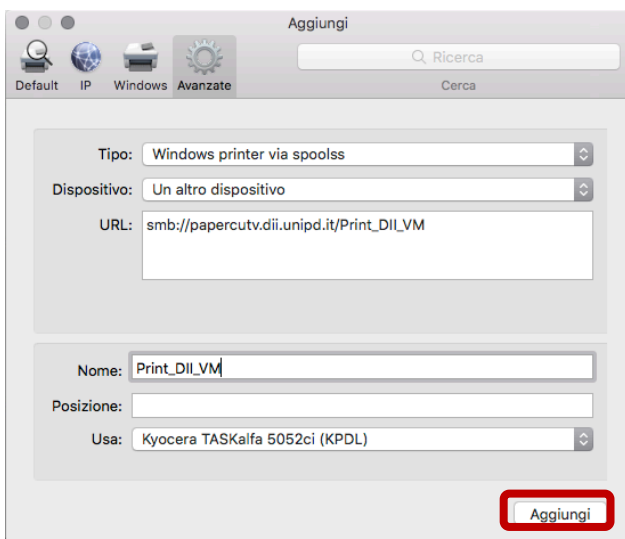 Aggiungi
Ricerca
Default IP Windows Avanzate Cerca
Tipo: Windows printer via spoolss
Dispositivo: Un altro dispositivo
URL: smb://papercutv.dii.unipd.it/Print_DII_VM
Nome: Print_DII_VM
Posizione:
Usa: Kyocera TASKalfa 5052ci (KPDL)
Aggiungi